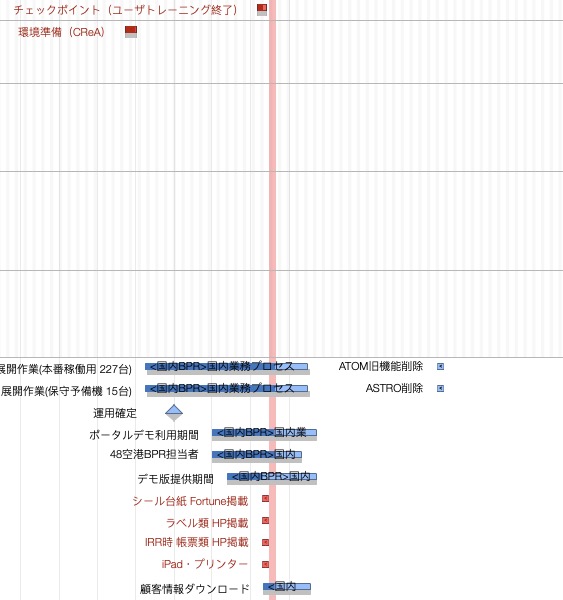 チェックポイント（ユーザトレーニング終了）
環境準備（CReA）
展開作業(本番稼働用 227台) <国内BPR>国内業務プロセス ATOM旧機能削除
展開作業(保守予備機 15台) <国内BPR>国内業務プロセス ASTRO削除
運用確定
ポータルデモ利用期間 <国内BPR>国内業
48空港BPR担当者 <国内BPR>国内
デモ版提供期間 <国内BPR>国内
シール台紙 Fortune掲載
ラベル類 HP掲載
IRR時 帳票類 HP掲載
iPad・プリンター
顧客情報ダウンロード <国内